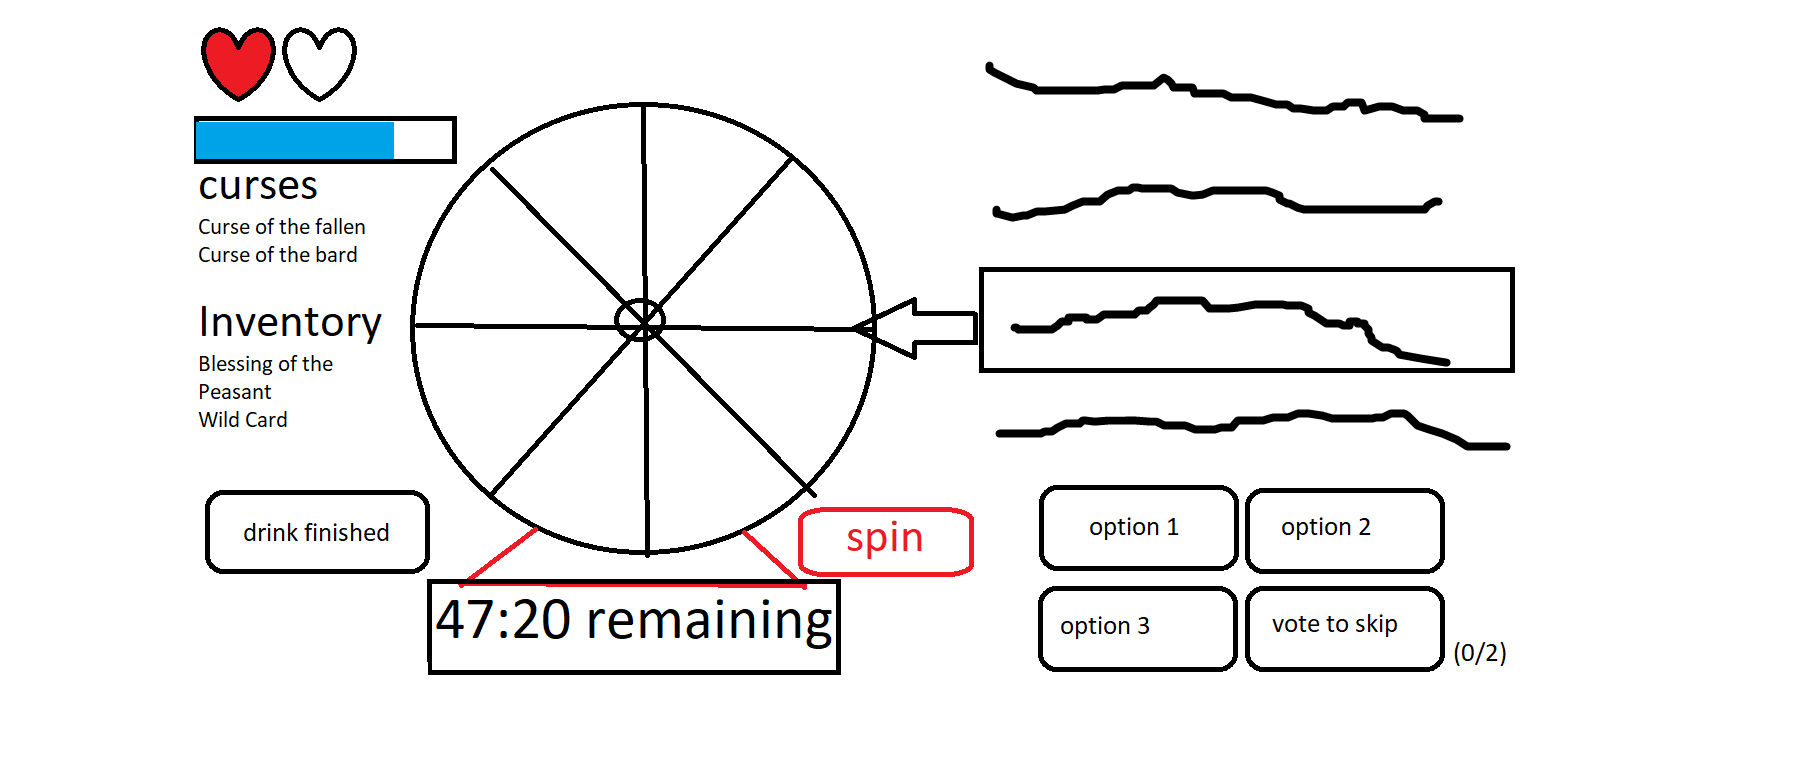 curses
Curse of the fallen
Curse of the bard
Inventory
Blessing of the
Peasant
Wild Card
drink finished
spin
47:20 remaining
option 1
option 2
option 3
vote to skip
(0/2)